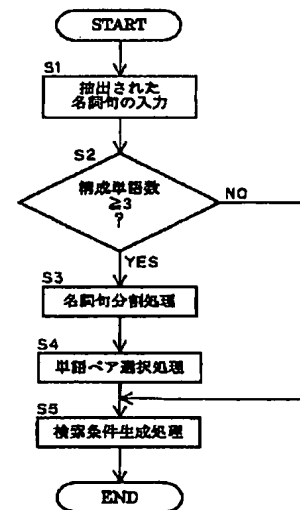 START
S1
抽出された
名詞句の入力
S2
構成単語数
≧3
?
NO
YES
S3
名詞句分割処理
S4
単語ペア選択処理
S5
検索条件生成処理
END